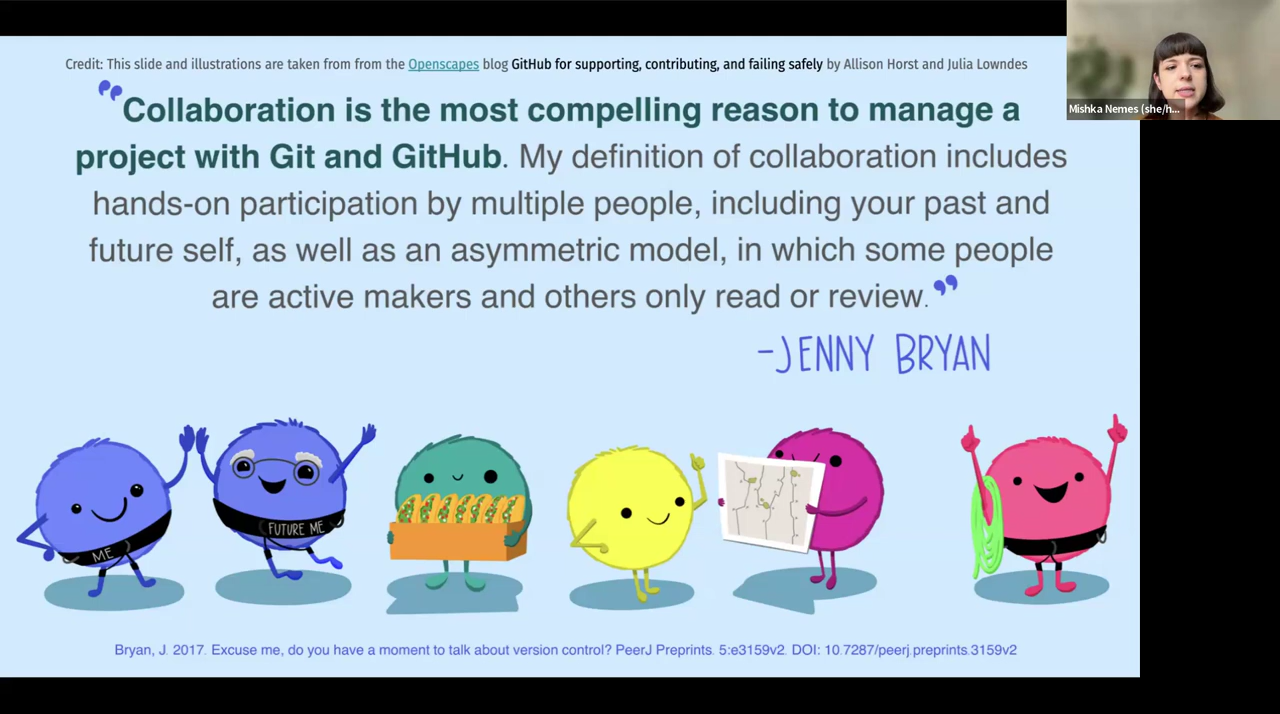 Credit: This slide and illustrations are taken from from the Openscapes blog GitHub for supporting, contributing, and failing safely by Allison Horst and Julia Lowndes
Mishka Nemes (she/h...
"Collaboration is the most compelling reason to manage a
project with Git and GitHub. My definition of collaboration includes
hands-on participation by multiple people, including your past and
future self, as well as an asymmetric model, in which some people
are active makers and others only read or review."
-JENNY BRYAN
ME
FUTURE ME
Bryan, J. 2017. Excuse me, do you have a moment to talk about version control? PeerJ Preprints. 5:e3159v2. DOI: 10.7287/peerj.preprints.3159v2